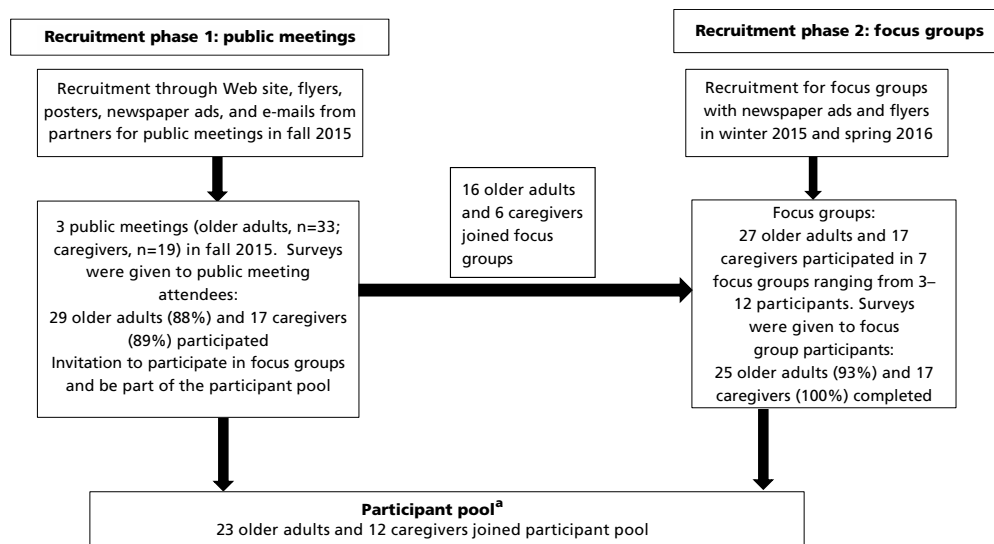 Recruitment phase 1: public meetings
Recruitment through Web site, flyers,
posters, newspaper ads, and e-mails from
partners for public meetings in fall 2015
3 public meetings (older adults, n=33;
caregivers, n=19) in fall 2015.  Surveys
were given to public meeting
attendees:
29 older adults (88%) and 17 caregivers
(89%) participated
Invitation to participate in focus groups
and be part of the participant pool
16 older adults
and 6 caregivers
joined focus
groups
Recruitment phase 2: focus groups
Recruitment for focus groups
with newspaper ads and flyers
in winter 2015 and spring 2016
Focus groups:
27 older adults and 17
caregivers participated in 7
focus groups ranging from 3–
12 participants. Surveys
were given to focus
group participants:
25 older adults (93%) and 17
caregivers (100%) completed
Participant poolᵃ
23 older adults and 12 caregivers joined participant pool